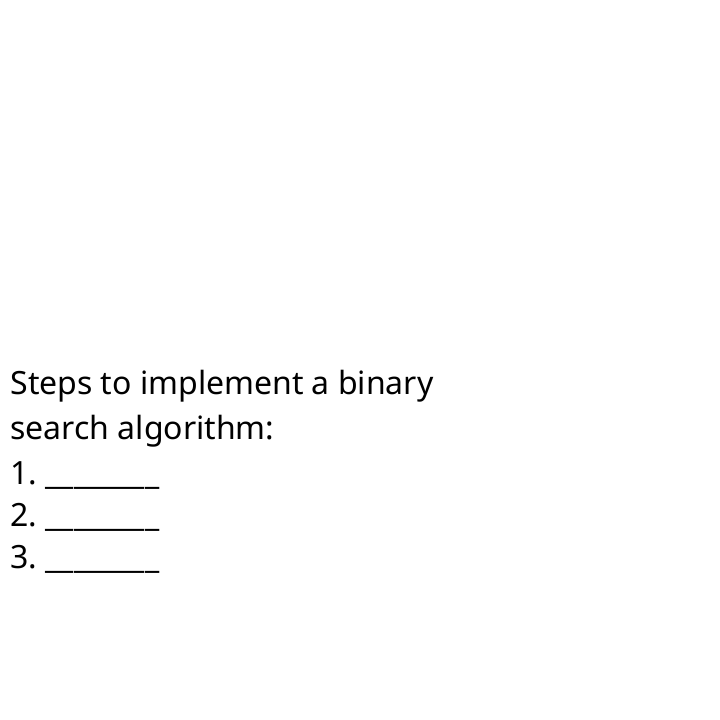 Steps to implement a binary
search algorithm:
1. ________
2. ________
3. ________